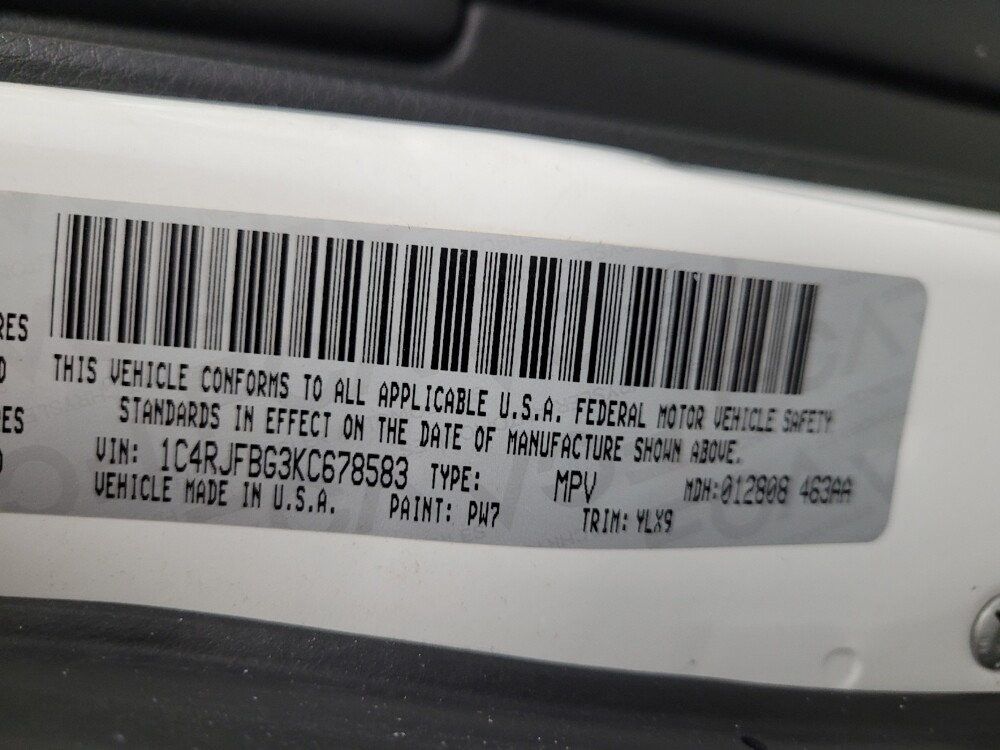 RES
THIS VEHICLE CONFORMS TO ALL APPLICABLE U.S.A. FEDERAL MOTOR VEHICLE SAFETY
STANDARDS IN EFFECT ON THE DATE OF MANUFACTURE SHOWN ABOVE.
VIN: 1C4RJFBG3KC678583 TYPE: MPV MDH:012808 463AA
VEHICLE MADE IN U.S.A. PAINT: PW7 TRIM: YLX9